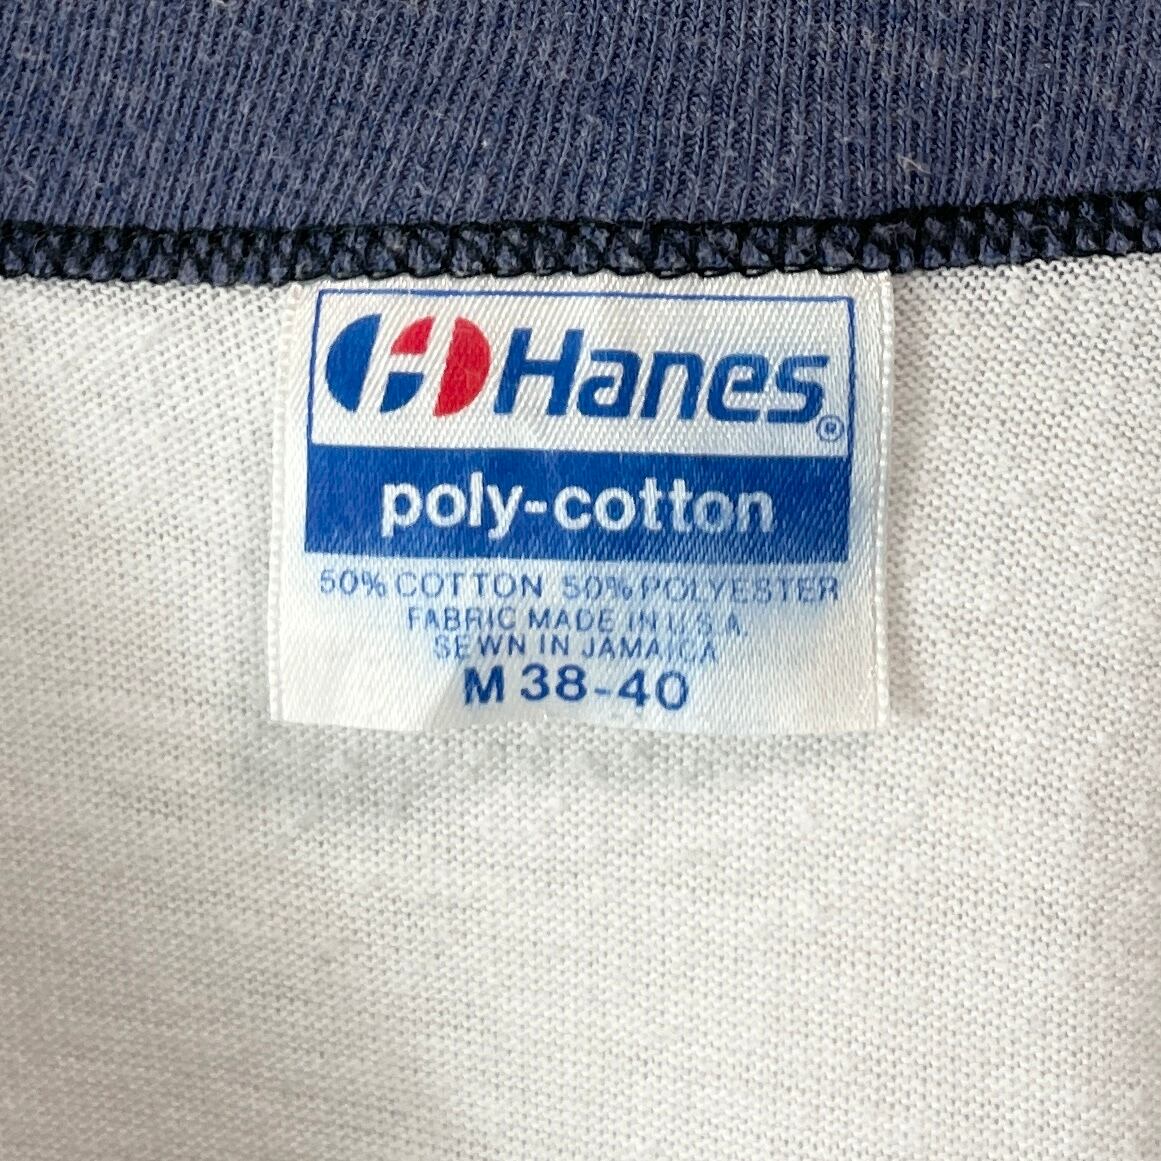 Hanes®
poly-cotton
50% COTTON 50% POLYESTER
FABRIC MADE IN U.S.A.
SEWN IN JAMAICA
M 38-40